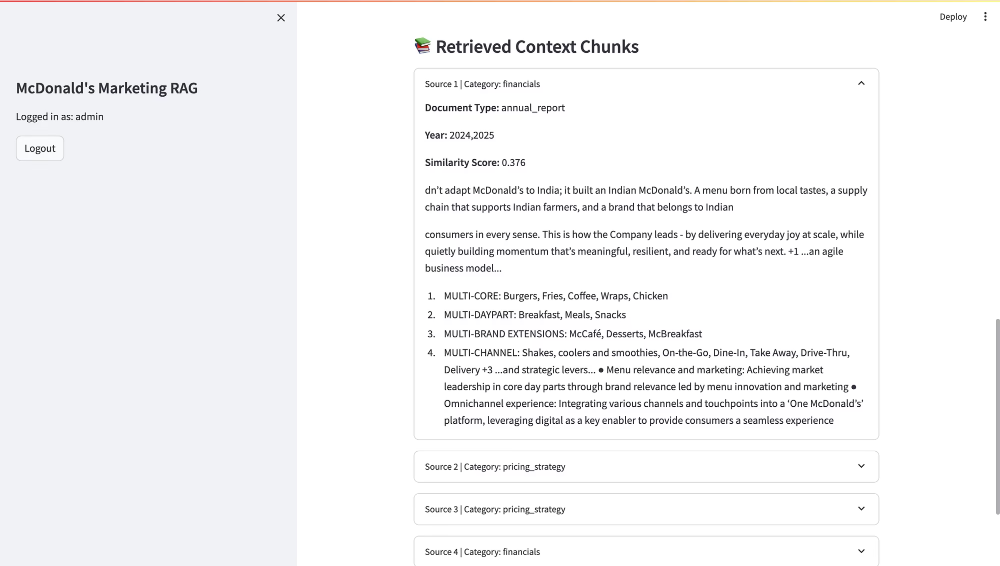 Deploy
McDonald's Marketing RAG
Logged in as: admin
Logout
📚 Retrieved Context Chunks
Source 1 | Category: financials
Document Type: annual_report
Year: 2024,2025
Similarity Score: 0.376
dn’t adapt McDonald’s to India; it built an Indian McDonald’s. A menu born from local tastes, a supply
chain that supports Indian farmers, and a brand that belongs to Indian
consumers in every sense. This is how the Company leads - by delivering everyday joy at scale, while
quietly building momentum that’s meaningful, resilient, and ready for what’s next. +1 ...an agile
business model...
1. MULTI-CORE: Burgers, Fries, Coffee, Wraps, Chicken
2. MULTI-DAYPART: Breakfast, Meals, Snacks
3. MULTI-BRAND EXTENSIONS: McCafé, Desserts, McBreakfast
4. MULTI-CHANNEL: Shakes, coolers and smoothies, On-the-Go, Dine-In, Take Away, Drive-Thru,
Delivery +3 ...and strategic levers... ● Menu relevance and marketing: Achieving market
leadership in core day parts through brand relevance led by menu innovation and marketing ●
Omnichannel experience: Integrating various channels and touchpoints into a ‘One McDonald’s’
platform, leveraging digital as a key enabler to provide consumers a seamless experience
Source 2 | Category: pricing_strategy
Source 3 | Category: pricing_strategy
Source 4 | Category: financials